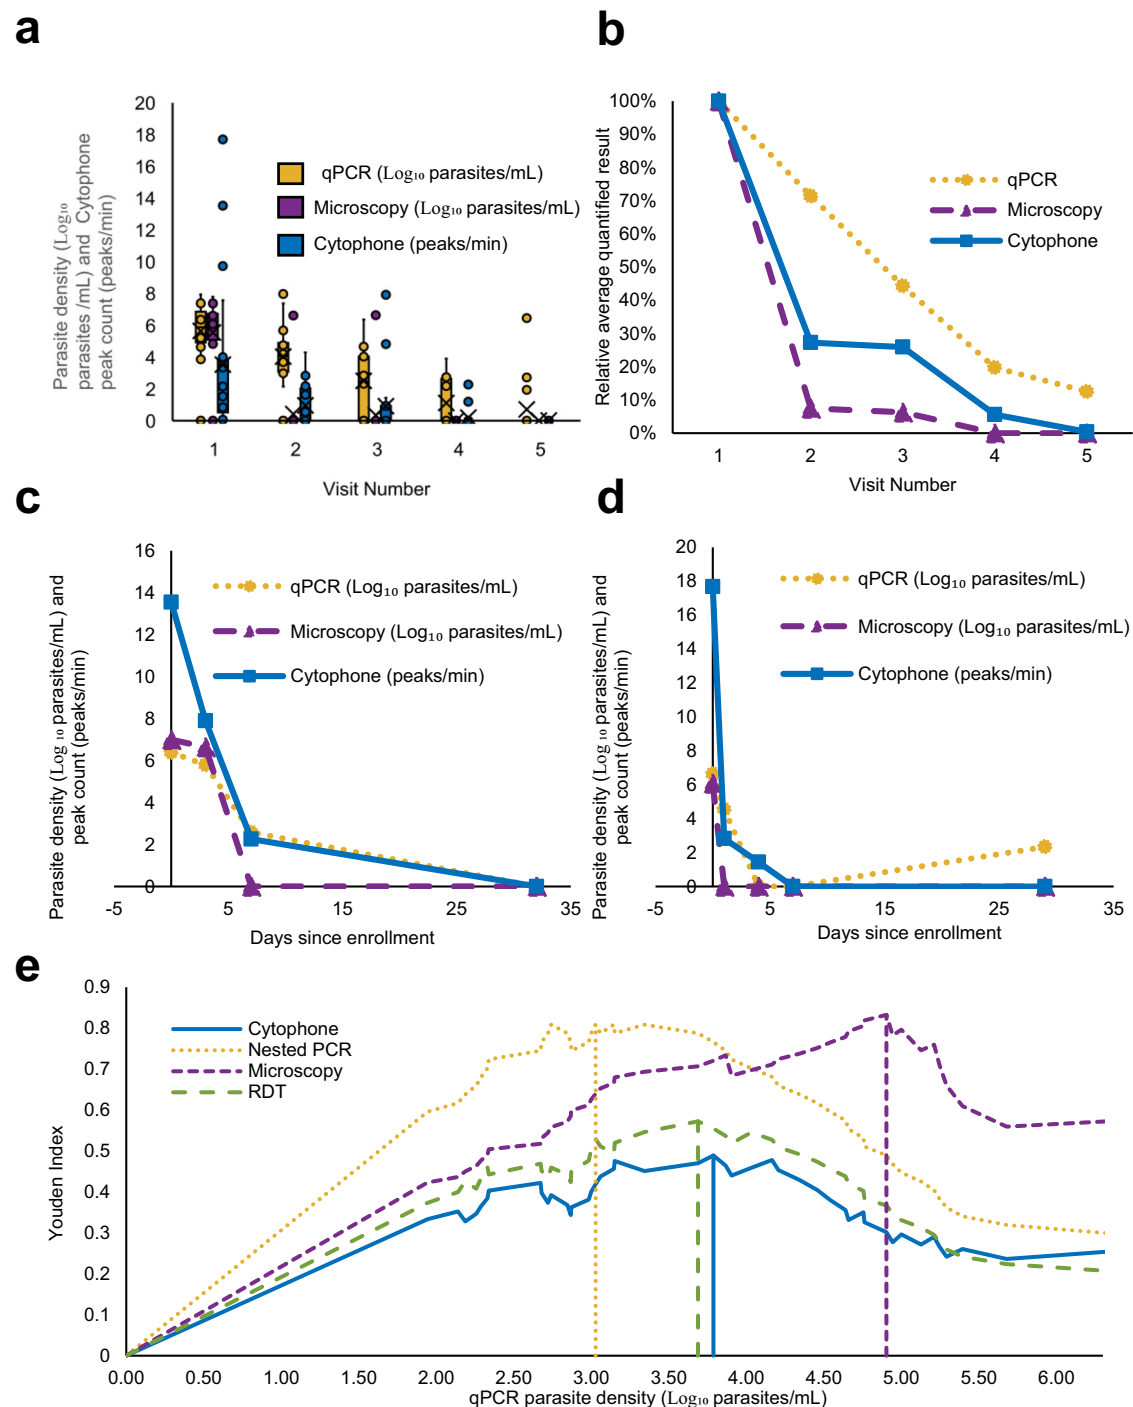 a
Parasite density (Log₁₀
parasites /mL) and Cytophone
peak count (peaks/min)
20
18
16
14
12
10
8
6
4
2
0
qPCR (Log₁₀ parasites/mL)
Microscopy (Log₁₀ parasites/mL)
Cytophone (peaks/min)
1 2 3 4 5
Visit Number
b
Relative average quantified result
100%
90%
80%
70%
60%
50%
40%
30%
20%
10%
0%
qPCR
Microscopy
Cytophone
1 2 3 4 5
Visit Number
c
Parasite density (Log ₁₀ parasites/mL) and
peak count (peaks/min)
16
14
12
10
8
6
4
2
0
qPCR (Log₁₀ parasites/mL)
Microscopy (Log₁₀ parasites/mL)
Cytophone (peaks/min)
-5 5 15 25 35
Days since enrollment
d
Parasite density (Log ₁₀ parasites/mL) and
peak count (peaks/min)
20
18
16
14
12
10
8
6
4
2
0
qPCR (Log₁₀ parasites/mL)
Microscopy (Log₁₀ parasites/mL)
Cytophone (peaks/min)
-5 5 15 25 35
Days since enrollment
e
Youden Index
0.9
0.8
0.7
0.6
0.5
0.4
0.3
0.2
0.1
0
Cytophone
Nested PCR
Microscopy
RDT
0.00 0.50 1.00 1.50 2.00 2.50 3.00 3.50 4.00 4.50 5.00 5.50 6.00
qPCR parasite density (Log₁₀ parasites/mL)